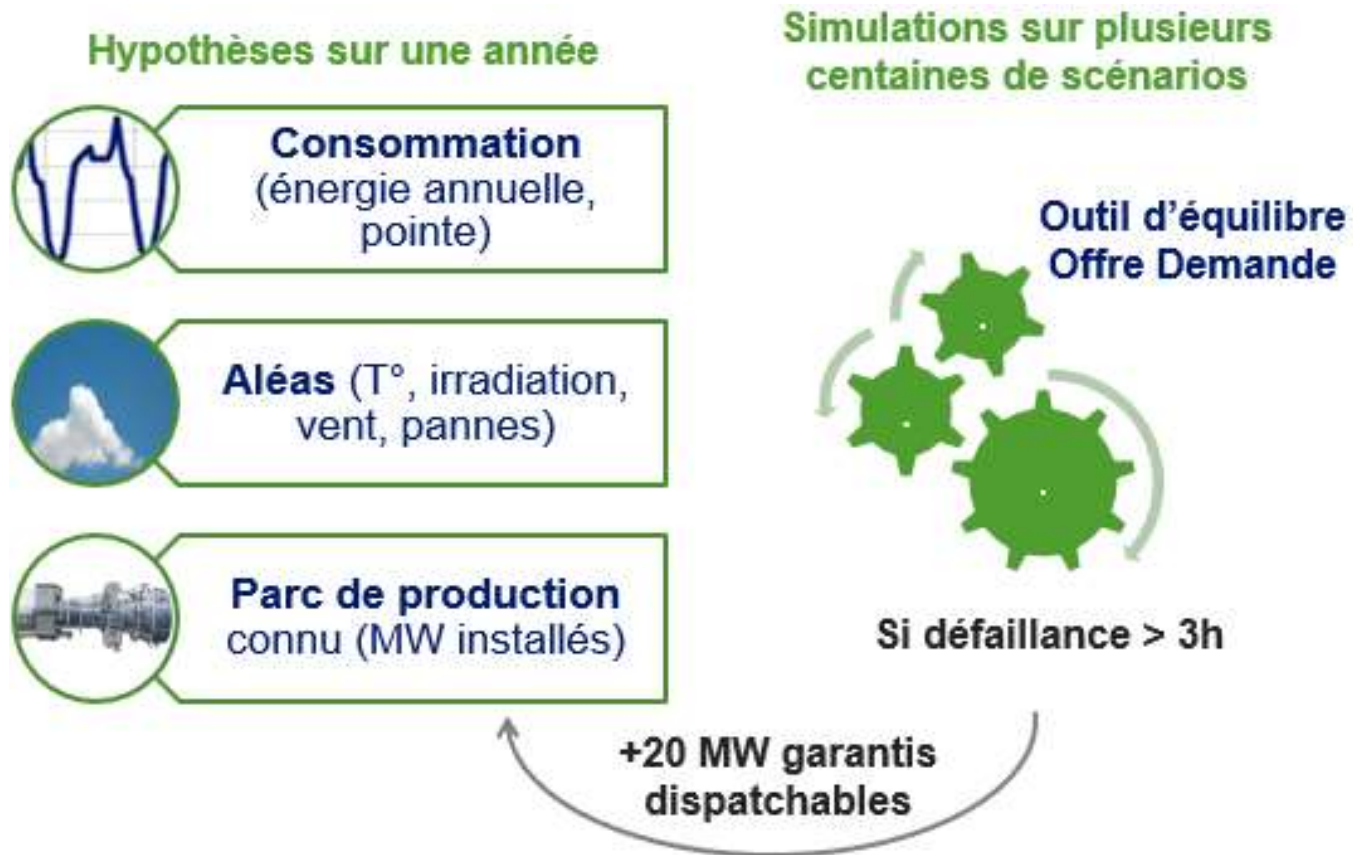 Hypothèses sur une année
Consommation
(énergie annuelle,
pointe)
Aléas (T°, irradiation,
vent, pannes)
Parc de production
connu (MW installés)
Simulations sur plusieurs
centaines de scénarios
Outil d'équilibre
Offre Demande
Si défaillance > 3h
+20 MW garantis
dispatchables